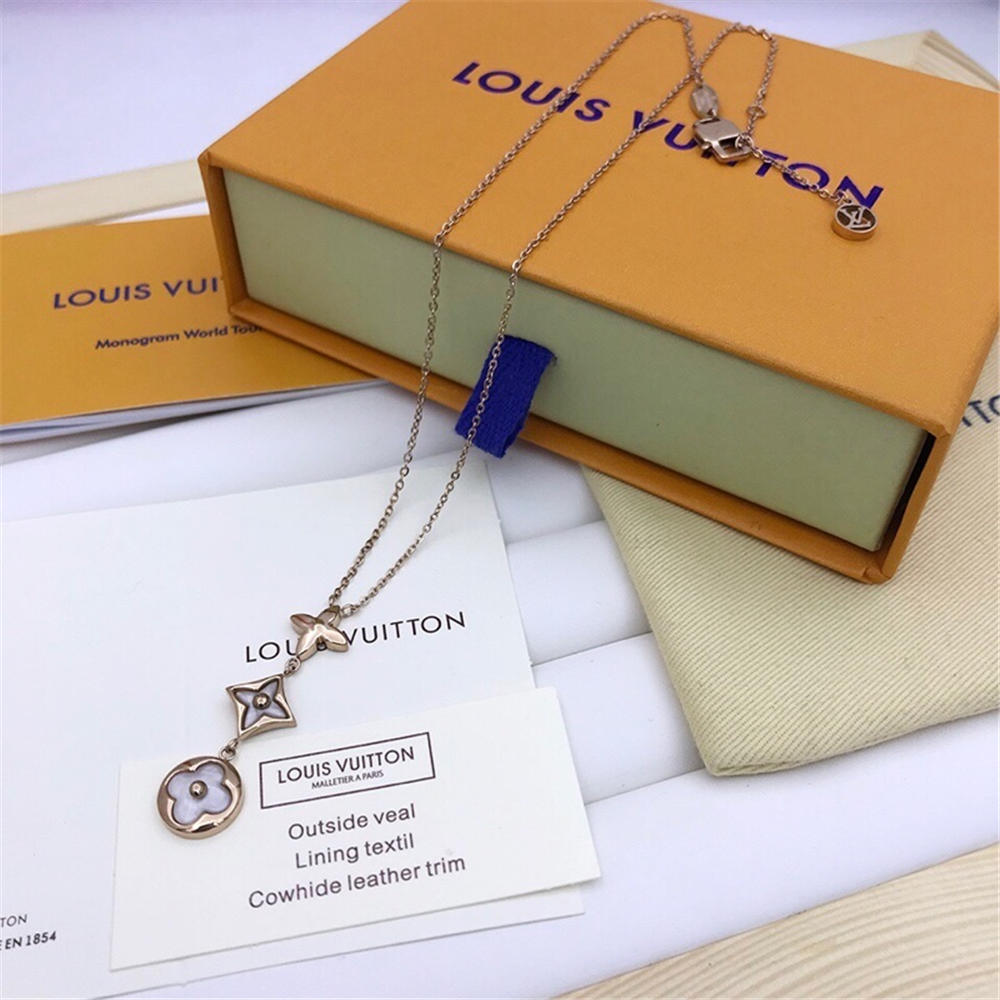 LOUIS VUITTON
LOUIS VUI
Monogram World Tou
LOUIS VUITTON
LOUIS VUITTON
MALLETIER A PARIS
Outside veal
Lining textil
Cowhide leather trim
TON
E EN 1854